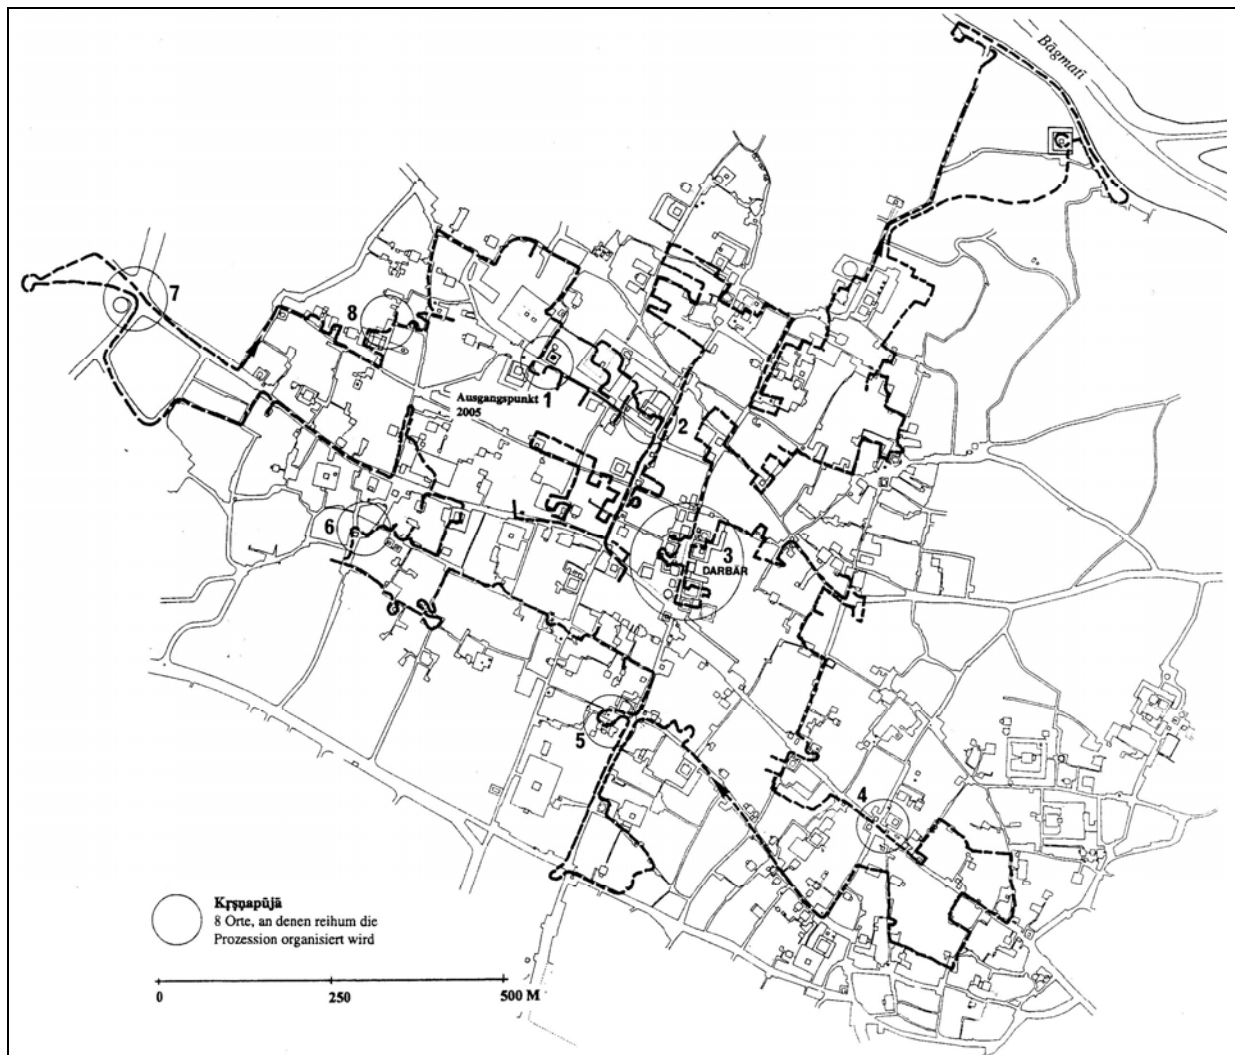 Bāgmatī
7
8
1
Ausgangspunkt
2005
2
6
3
DARBĀR
5
4
Kṛṣṇapūjā
8 Orte, an denen reihum die
Prozession organisiert wird
0
250
500 M